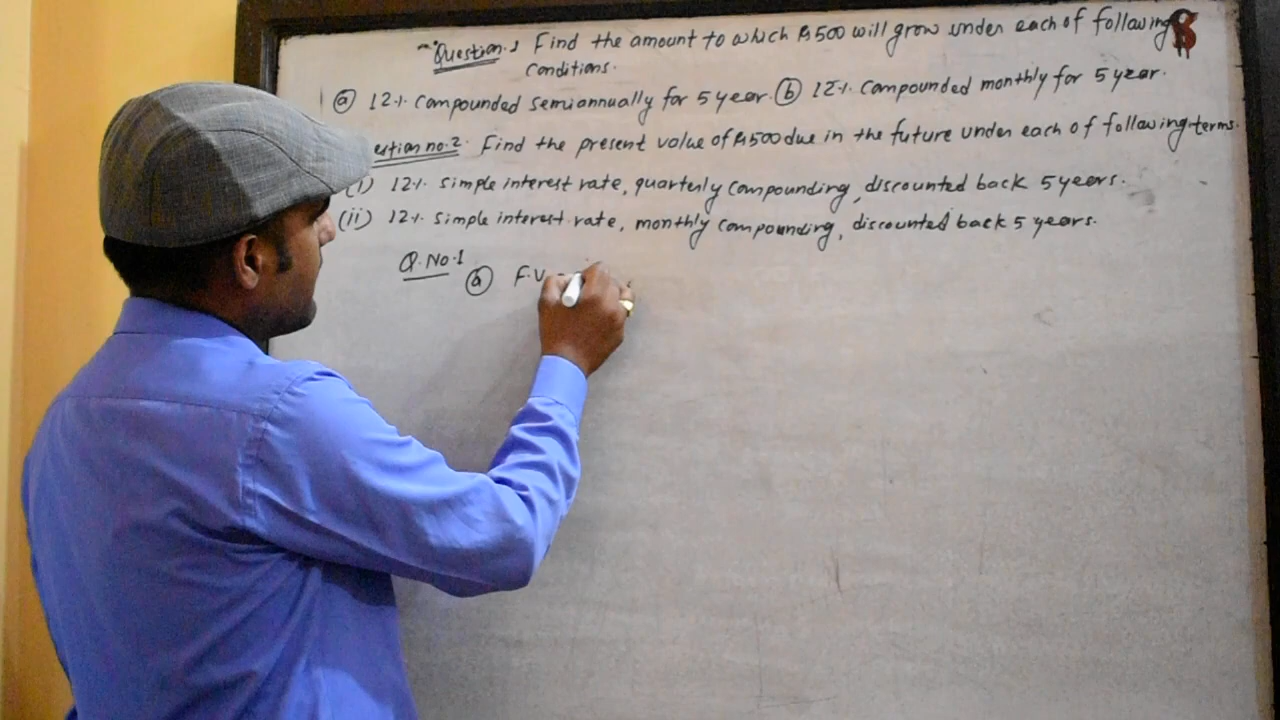 Question.1 Find the amount to which Rs500 will grow under each of following
Conditions.
(a) 12%. Compounded semiannually for 5 year. (b) 12%. Compounded monthly for 5 year.
estion no.2. Find the present value of Rs500 due in the future under each of following terms.
(i) 12%. Simple interest rate, quarterly compounding, discounted back 5 years.
(ii) 12%. Simple interest rate, monthly compounding, discounted back 5 years.
Q.No.1
(a) F.V